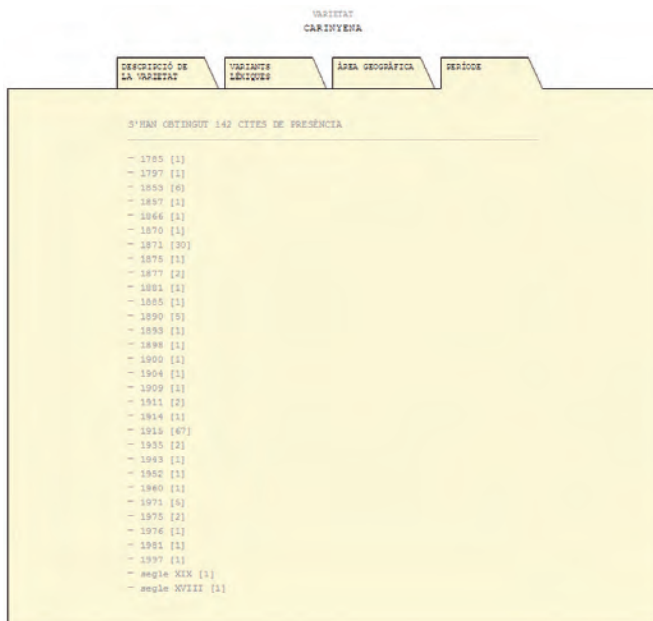 VARIETAT
CARINYENA
DESCRIPCIÓ DE
LA VARIETAT
VARIANTS
LÈXIQUES
ÀREA GEOGRÀFICA
PERÍODE
S'HAN OBTINGUT 142 CITES DE PRESÈNCIA
- 1785 [1]
- 1797 [1]
- 1853 [6]
- 1857 [1]
- 1866 [1]
- 1870 [1]
- 1871 [30]
- 1875 [1]
- 1877 [2]
- 1881 [1]
- 1885 [1]
- 1890 [5]
- 1893 [1]
- 1898 [1]
- 1900 [1]
- 1904 [1]
- 1909 [1]
- 1911 [2]
- 1914 [1]
- 1915 [67]
- 1935 [2]
- 1943 [1]
- 1952 [1]
- 1960 [1]
- 1971 [5]
- 1975 [2]
- 1976 [1]
- 1981 [1]
- 1997 [1]
- segle XIX [1]
- segle XVIII [1]